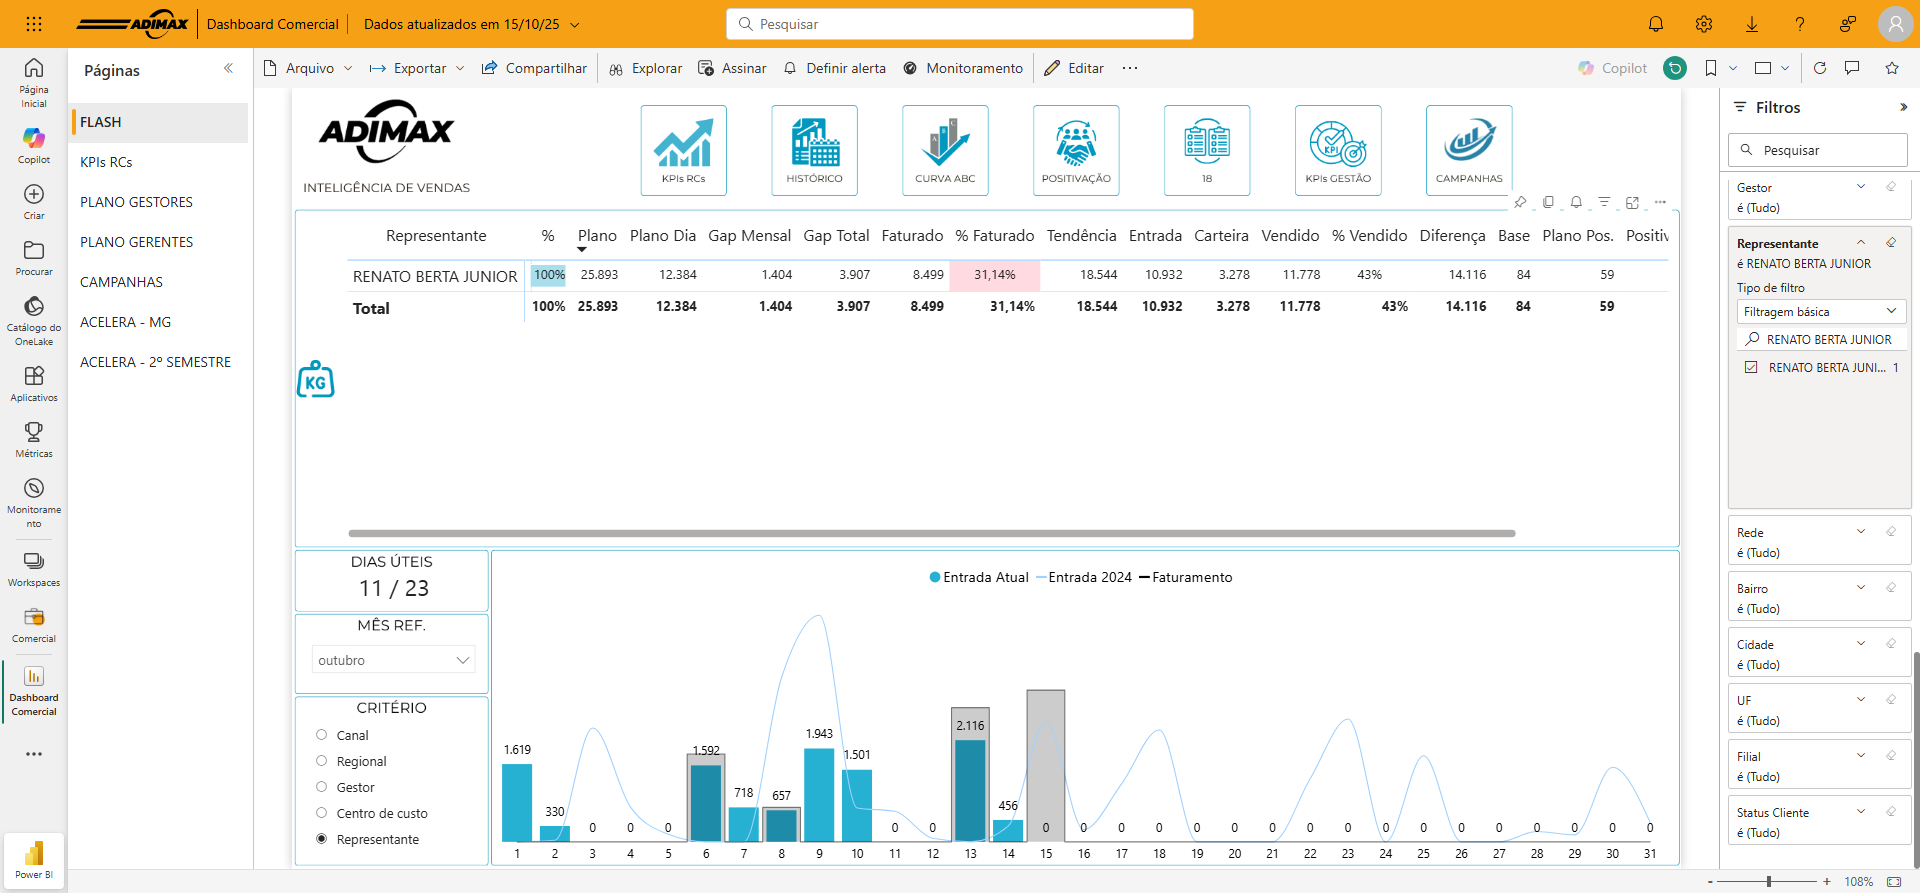 ADIMAX
Dashboard Comercial
Dados atualizados em 15/10/25
Pesquisar
Página
Inicial
Copilot
Criar
Procurar
Catálogo do
OneLake
Aplicativos
Métricas
Monitorame
nto
Workspaces
Comercial
Dashboard
Comercial
Power BI
Páginas
FLASH
KPIs RCs
PLANO GESTORES
PLANO GERENTES
CAMPANHAS
ACELERA - MG
ACELERA - 2º SEMESTRE
Arquivo
Exportar
Compartilhar
Explorar
Assinar
Definir alerta
Monitoramento
Editar
Copilot
ADIMAX
INTELIGÊNCIA DE VENDAS
KPIs RCs
HISTÓRICO
A B C
CURVA ABC
POSITIVAÇÃO
18
KPI
KPIs GESTÃO
CAMPANHAS
Representante % Plano Plano Dia Gap Mensal Gap Total Faturado % Faturado Tendência Entrada Carteira Vendido % Vendido Diferença Base Plano Pos. Positiv
RENATO BERTA JUNIOR 100% 25.893 12.384 1.404 3.907 8.499 31,14% 18.544 10.932 3.278 11.778 43% 14.116 84 59
Total 100% 25.893 12.384 1.404 3.907 8.499 31,14% 18.544 10.932 3.278 11.778 43% 14.116 84 59
KG
DIAS ÚTEIS
11 / 23
MÊS REF.
outubro
CRITÉRIO
Canal
Regional
Gestor
Centro de custo
Representante
Entrada Atual Entrada 2024 Faturamento
1.619 330 0 0 0 1.592 718 657 1.943 1.501 0 0 2.116 456 0 0 0 0 0 0 0 0 0 0 0 0 0 0 0 0 0
1 2 3 4 5 6 7 8 9 10 11 12 13 14 15 16 17 18 19 20 21 22 23 24 25 26 27 28 29 30 31
Filtros
Pesquisar
Gestor
é (Tudo)
Representante
é RENATO BERTA JUNIOR
Tipo de filtro
Filtragem básica
RENATO BERTA JUNIOR
RENATO BERTA JUNI... 1
Rede
é (Tudo)
Bairro
é (Tudo)
Cidade
é (Tudo)
UF
é (Tudo)
Filial
é (Tudo)
Status Cliente
é (Tudo)
- + 108%